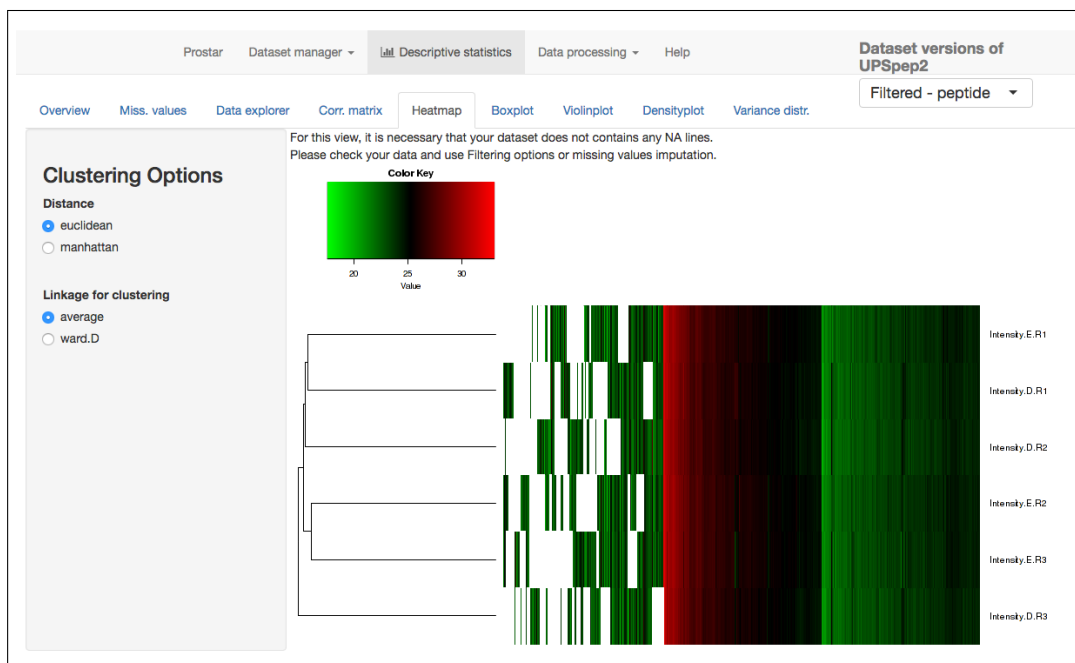 Prostar Dataset manager Descriptive statistics Data processing Help
Dataset versions of
UPSpep2
Filtered - peptide
Overview Miss. values Data explorer Corr. matrix Heatmap Boxplot Violinplot Densityplot Variance distr.
For this view, it is necessary that your dataset does not contains any NA lines.
Please check your data and use Filtering options or missing values imputation.
Clustering Options
Distance
euclidean
manhattan
Linkage for clustering
average
ward.D
Color Key
20 25 30
Value
Intensity.E.R1
Intensity.D.R1
Intensity.D.R2
Intensity.E.R2
Intensity.E.R3
Intensity.D.R3